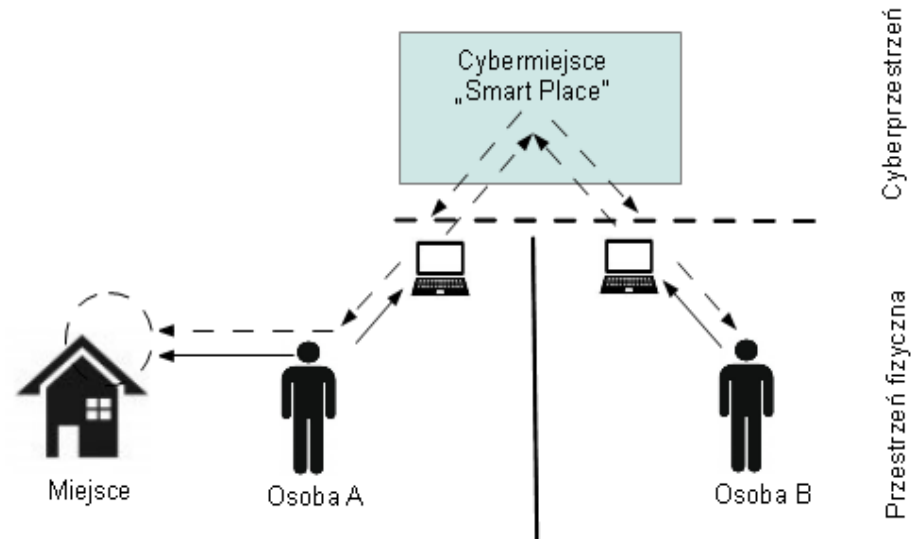 Cybermiejsce
„Smart Place"
Cyberprzestrzeń
Przestrzeń fizyczna
Miejsce
Osoba A
Osoba B